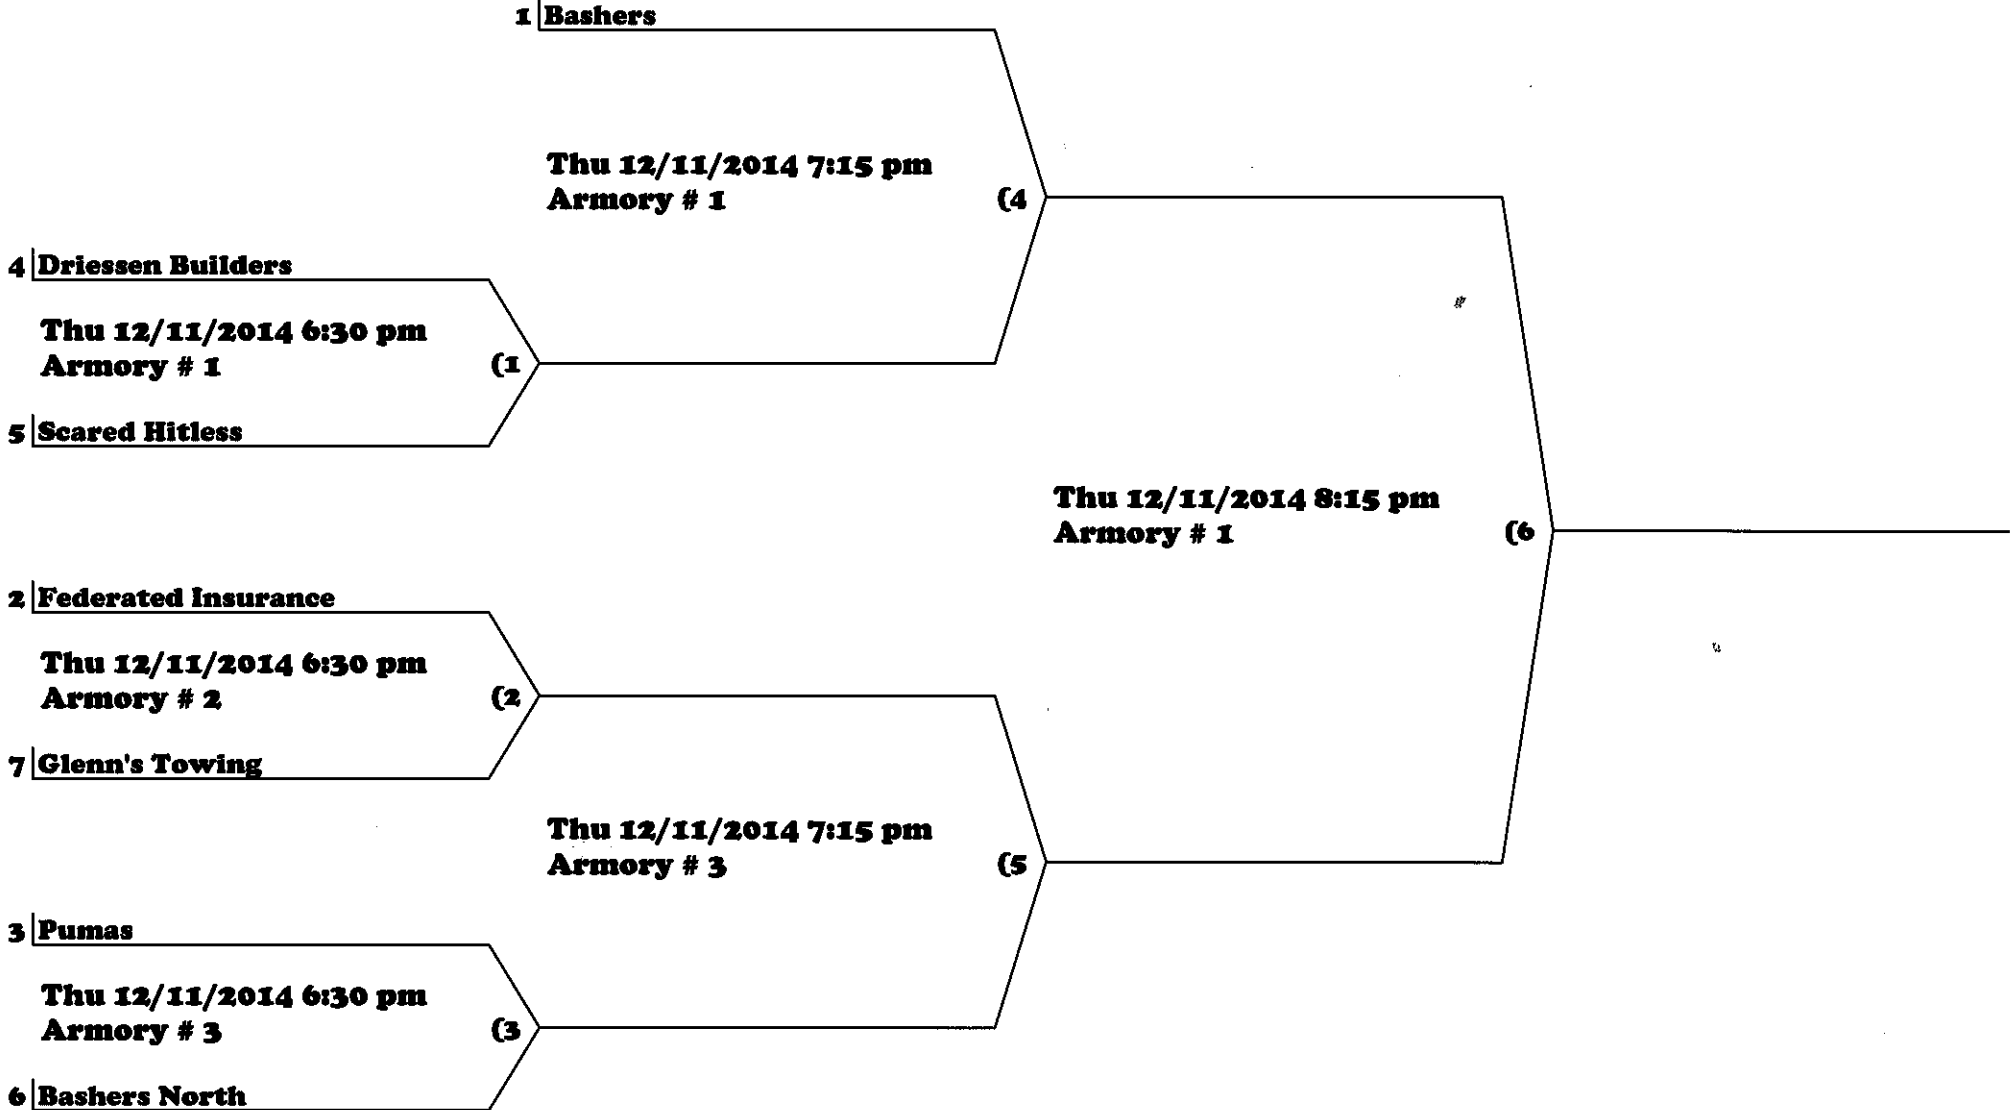 1 Bashers
Thu 12/11/2014 7:15 pm
Armory # 1
(4
4 Driessen Builders
Thu 12/11/2014 6:30 pm
Armory # 1
(1
5 Scared Hitless
Thu 12/11/2014 8:15 pm
Armory # 1
(6
2 Federated Insurance
Thu 12/11/2014 6:30 pm
Armory # 2
(2
7 Glenn's Towing
Thu 12/11/2014 7:15 pm
Armory # 3
(5
3 Pumas
Thu 12/11/2014 6:30 pm
Armory # 3
(3
6 Bashers North